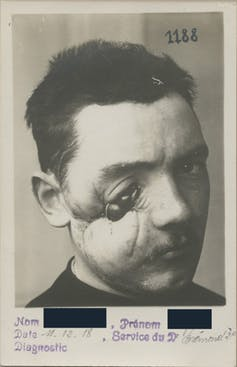 1188
Nom , Prénom
Date 11.12.18 , Service du Dr
Diagnostic